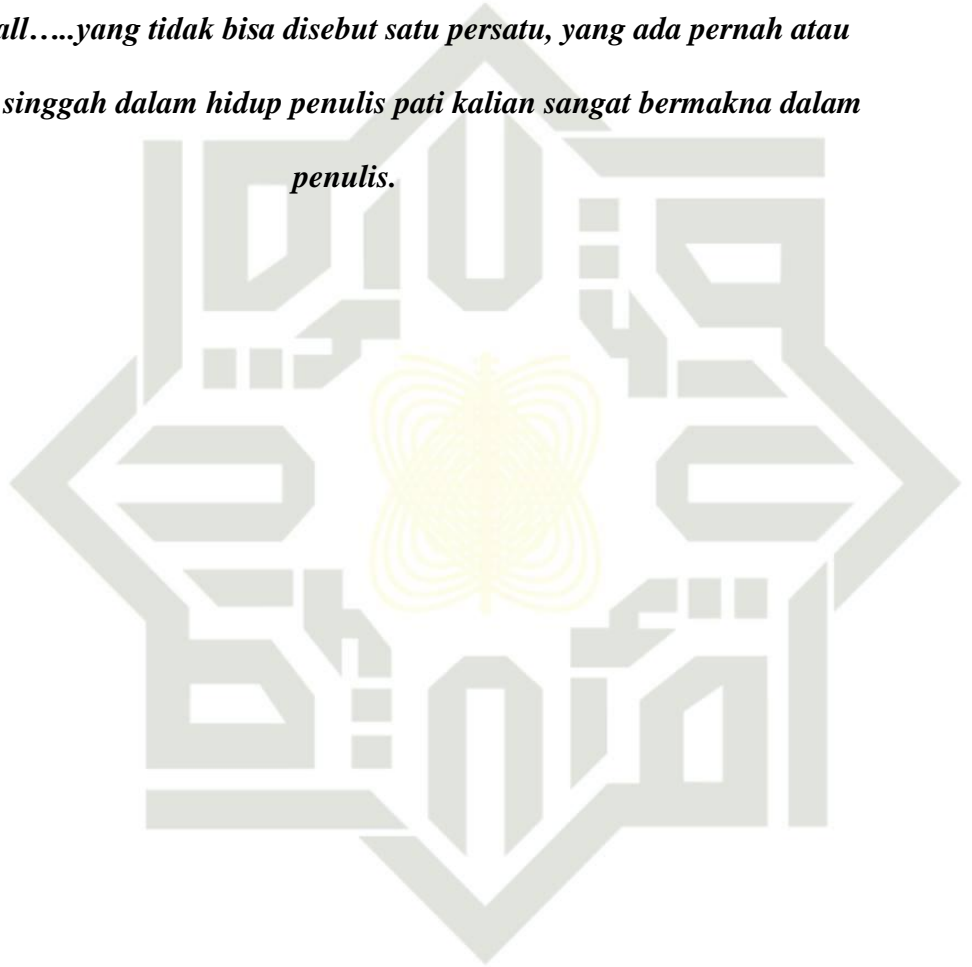 all…..yang tidak bisa disebut satu persatu, yang ada pernah atau
singgah dalam hidup penulis pati kalian sangat bermakna dalam
penulis.